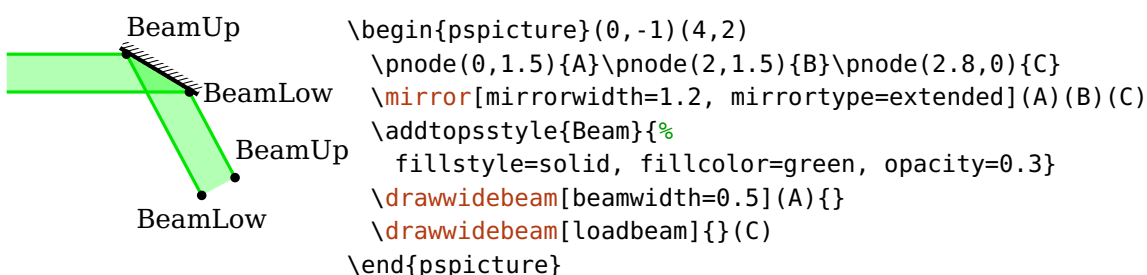 BeamUp
BeamLow
BeamUp
BeamLow
\begin{pspicture}(0,-1)(4,2)
\pnode(0,1.5){A}\pnode(2,1.5){B}\pnode(2.8,0){C}
\mirror[mirrorwidth=1.2, mirrortype=extended](A)(B)(C)
\addtopsstyle{Beam}{%
fillstyle=solid, fillcolor=green, opacity=0.3}
\drawwidebeam[beamwidth=0.5](A){}
\drawwidebeam[loadbeam]{}(C)
\end{pspicture}